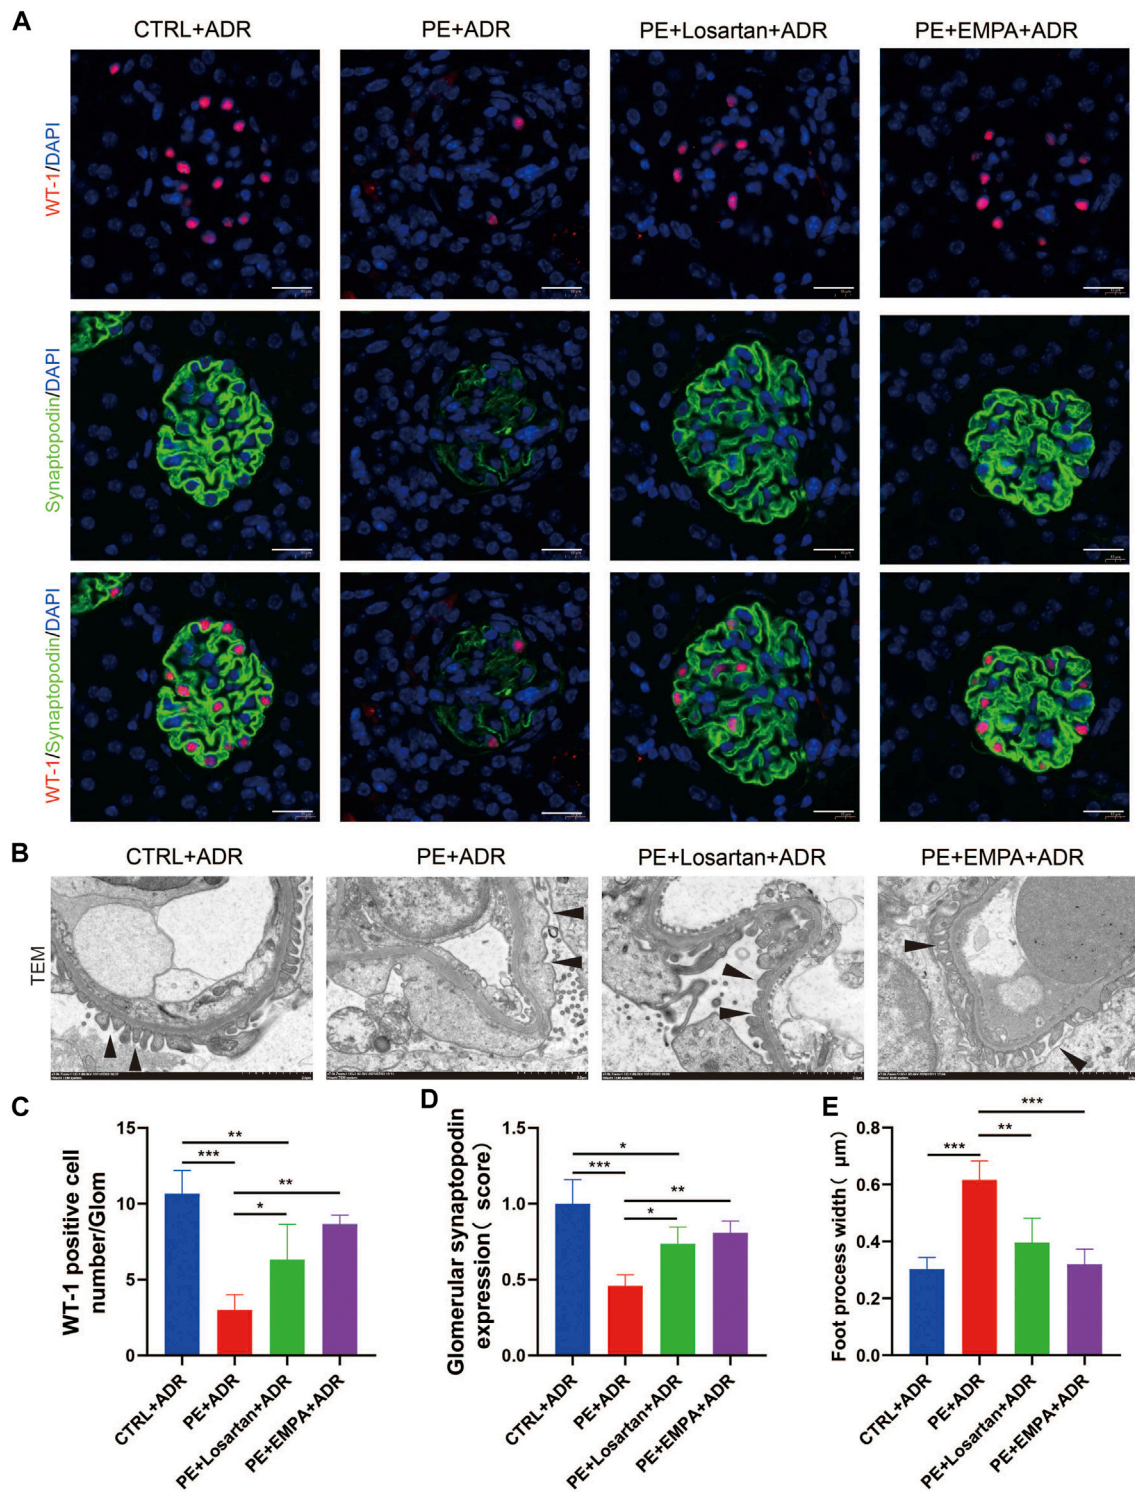 A
CTRL+ADR PE+ADR PE+Losartan+ADR PE+EMPA+ADR
WT-1/DAPI
Synaptopodin/DAPI
WT-1/Synaptopodin/DAPI
B
CTRL+ADR PE+ADR PE+Losartan+ADR PE+EMPA+ADR
TEM
C
WT-1 positive cell
number/Glom
15
10
5
0
** 
***
**
*
CTRL+ADR
PE+ADR
PE+Losartan+ADR
PE+EMPA+ADR
D
Glomerular synaptopodin
expression( score)
1.5
1.0
0.5
0.0
*
***
**
*
CTRL+ADR
PE+ADR
PE+Losartan+ADR
PE+EMPA+ADR
E
Foot process width( μm)
0.8
0.6
0.4
0.2
0.0
***
***
**
CTRL+ADR
PE+ADR
PE+Losartan+ADR
PE+EMPA+ADR